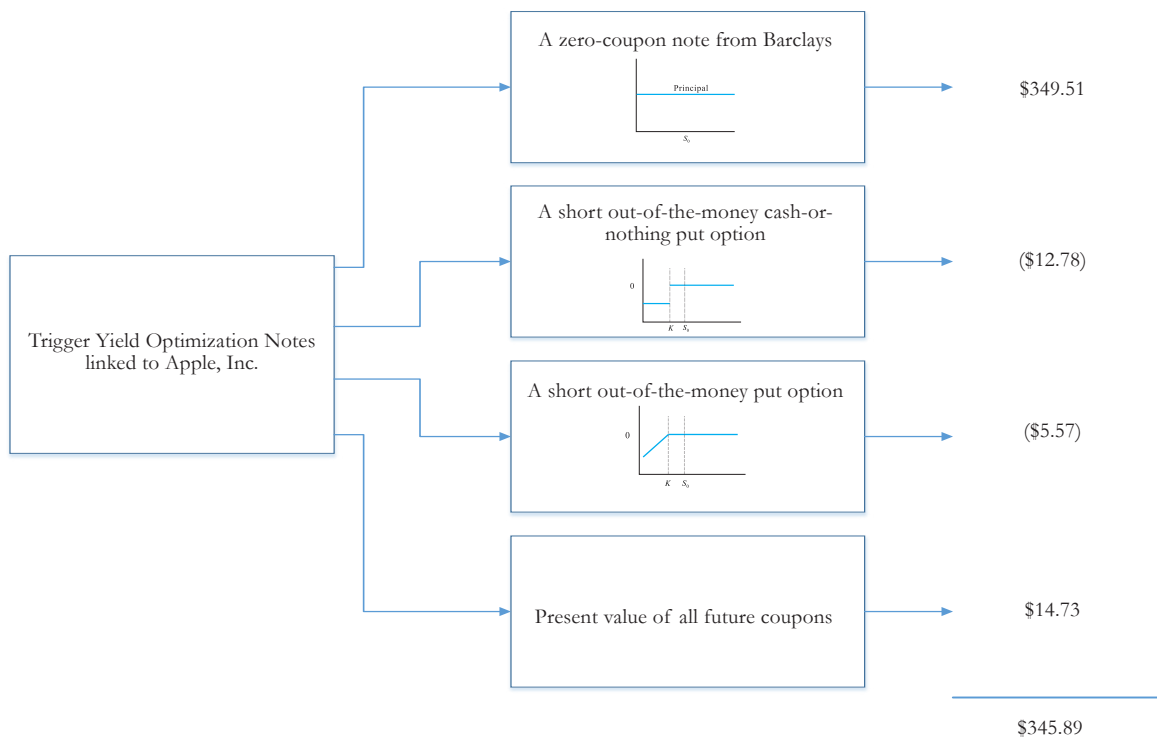 A zero-coupon note from Barclays
Principal
S₀
$349.51
A short out-of-the-money cash-or-
nothing put option
0
K S₀
($12.78)
Trigger Yield Optimization Notes
linked to Apple, Inc.
A short out-of-the-money put option
0
K S₀
($5.57)
Present value of all future coupons
$14.73
$345.89